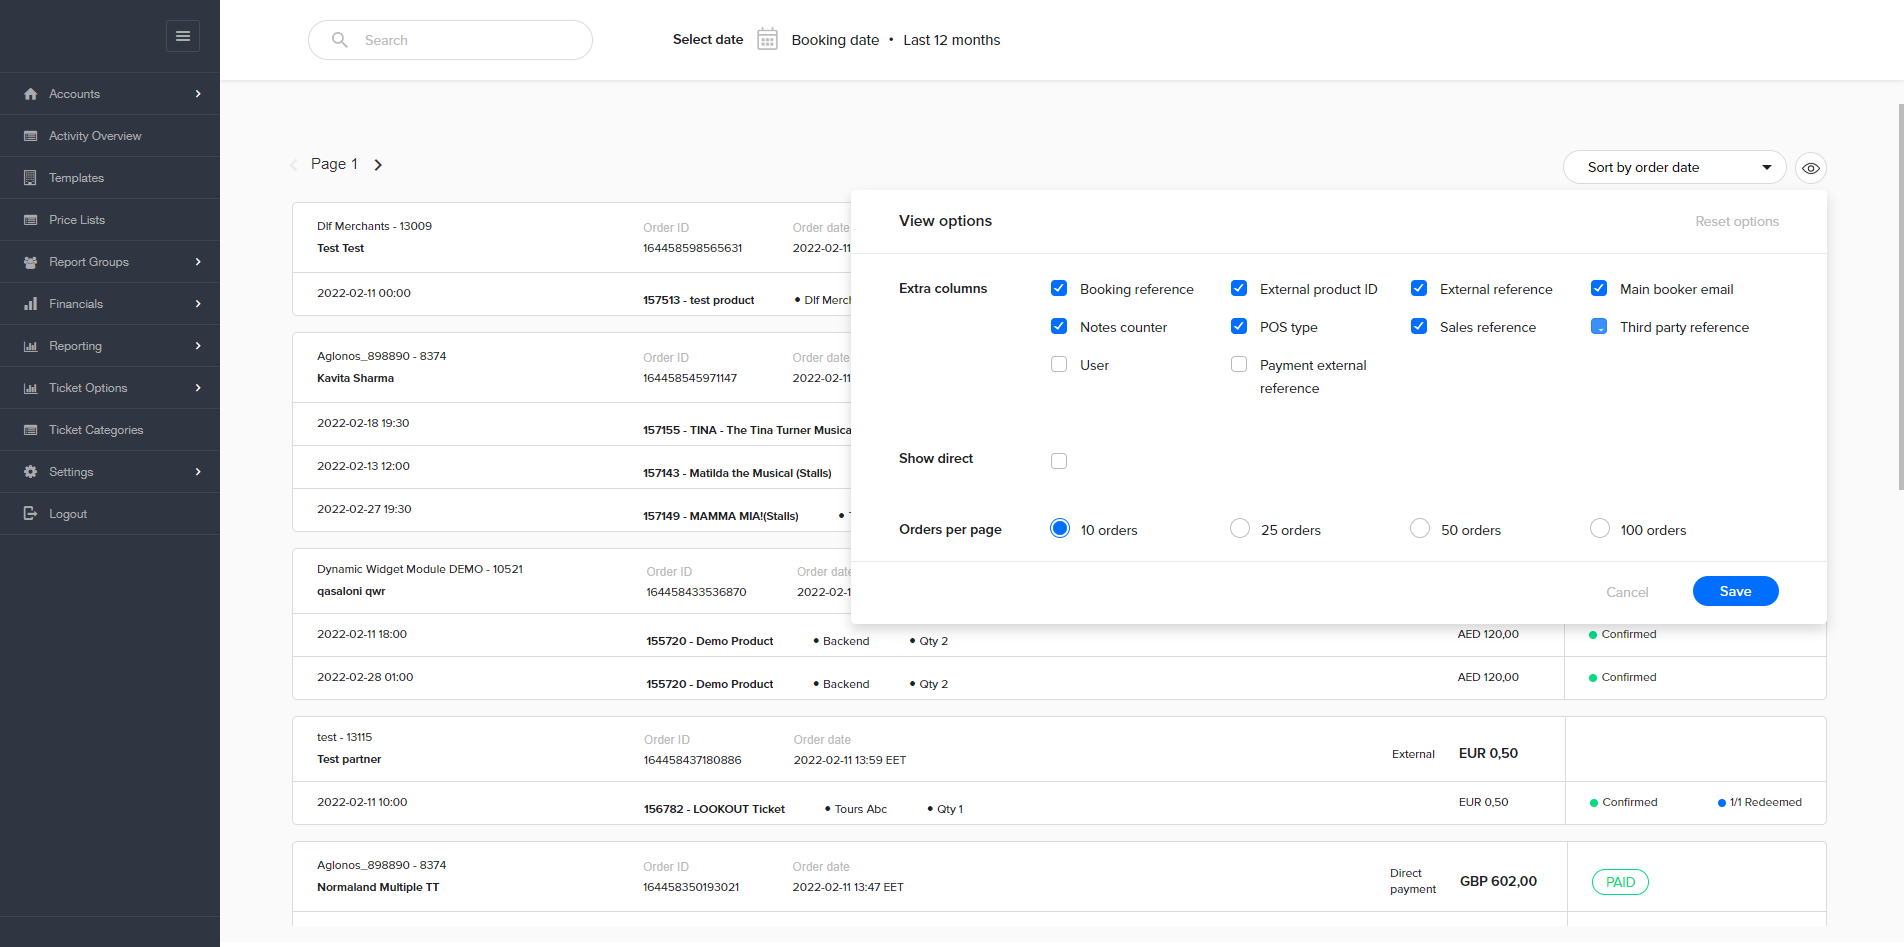 Search
Select date
Booking date • Last 12 months
Accounts
Activity Overview
Templates
Price Lists
Report Groups
Financials
Reporting
Ticket Options
Ticket Categories
Settings
Logout
Page 1
Sort by order date
View options
Reset options
Extra columns
Booking reference
External product ID
External reference
Main booker email
Notes counter
POS type
Sales reference
Third party reference
User
Payment external
reference
Show direct
Orders per page
10 orders
25 orders
50 orders
100 orders
Cancel
Save
Dlf Merchants - 13009
Order ID
Order date
Test Test
164458598565631
2022-02-11
2022-02-11 00:00
157513 - test product
• Dlf Merch
Aglonos_898890 - 8374
Order ID
Order date
Kavita Sharma
164458545971147
2022-02-11
2022-02-18 19:30
157155 - TINA - The Tina Turner Musica
2022-02-13 12:00
157143 - Matilda the Musical (Stalls)
2022-02-27 19:30
157149 - MAMMA MIA!(Stalls)
Dynamic Widget Module DEMO - 10521
Order ID
Order date
qasaloni qwr
164458433536870
2022-02-1
2022-02-11 18:00
155720 - Demo Product
• Backend
• Qty 2
AED 120,00
Confirmed
2022-02-28 01:00
155720 - Demo Product
• Backend
• Qty 2
AED 120,00
Confirmed
test - 13115
Order ID
Order date
Test partner
164458437180886
2022-02-11 13:59 EET
External
EUR 0,50
2022-02-11 10:00
156782 - LOOKOUT Ticket
• Tours Abc
• Qty 1
EUR 0,50
Confirmed
1/1 Redeemed
Aglonos_898890 - 8374
Order ID
Order date
Normaland Multiple TT
164458350193021
2022-02-11 13:47 EET
Direct
payment
GBP 602,00
PAID